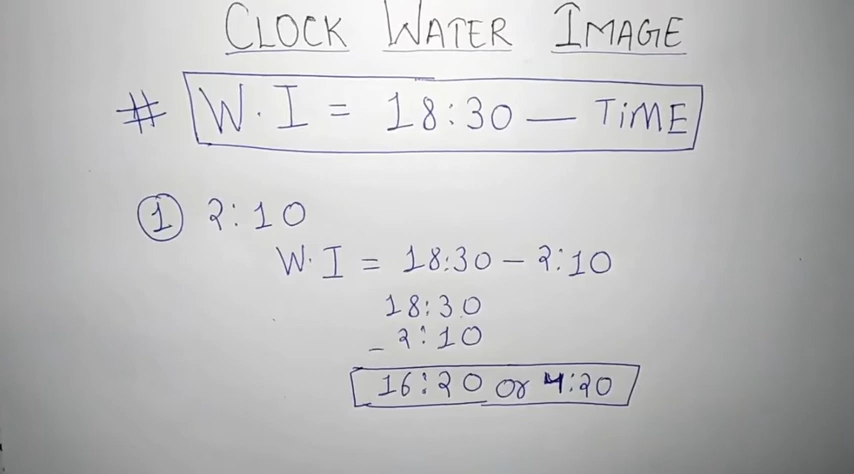 CLOCK WATER IMAGE
# W.I = 18:30 — TiME
① 2:10
W.I = 18:30 - 2:10
18:30
- 2:10
16:20 or 4:20